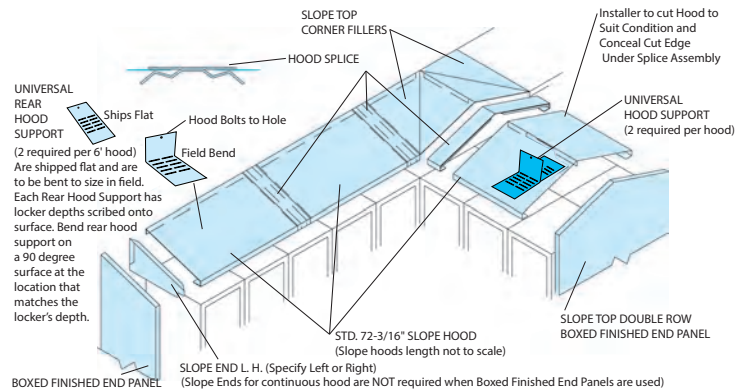 SLOPE TOP
CORNER FILLERS
HOOD SPLICE
Installer to cut Hood to
Suit Condition and
Conceal Cut Edge
Under Splice Assembly
UNIVERSAL
HOOD SUPPORT
(2 required per hood)
UNIVERSAL
REAR
HOOD
SUPPORT
Ships Flat
Hood Bolts to Hole
Field Bend
(2 required per 6' hood)
Are shipped flat and are
to be bent to size in field.
Each Rear Hood Support has
locker depths scribed onto
surface. Bend rear hood
support on
a 90 degree
surface at the
location that
matches the
locker's depth.
SLOPE TOP DOUBLE ROW
BOXED FINISHED END PANEL
STD. 72-3/16" SLOPE HOOD
(Slope hoods length not to scale)
SLOPE END L. H. (Specify Left or Right)
(Slope Ends for continuous hood are NOT required when Boxed Finished End Panels are used)
BOXED FINISHED END PANEL